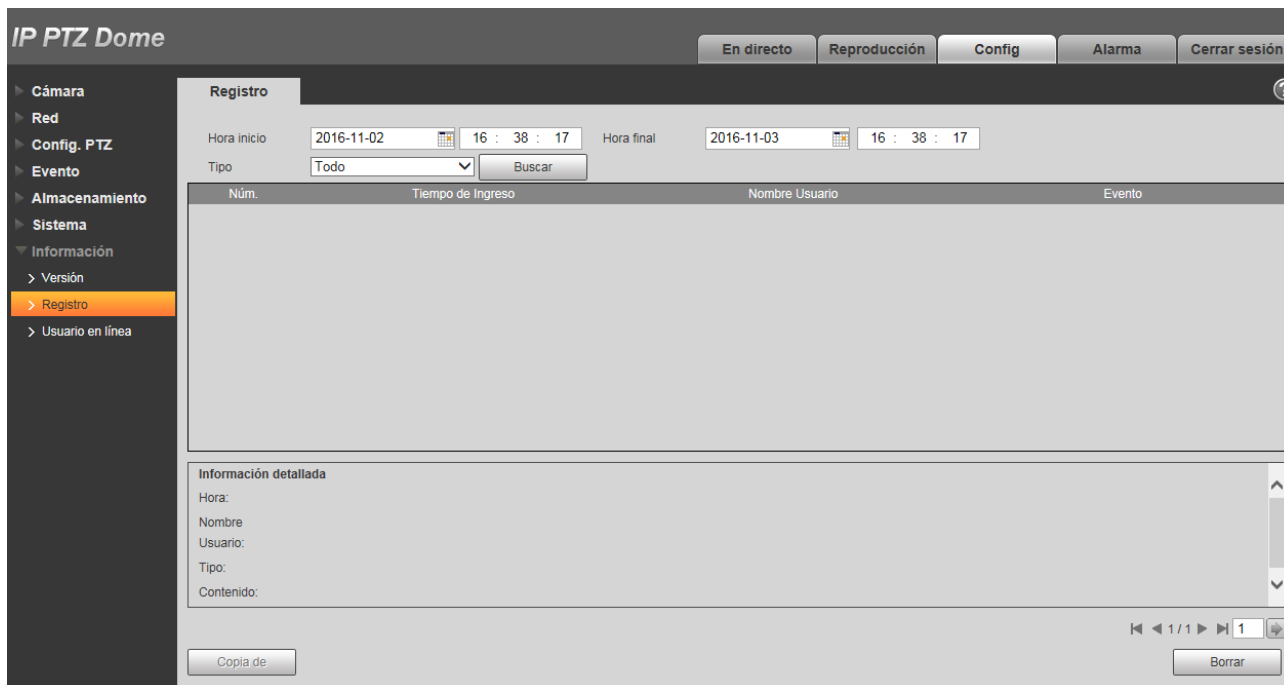 IP PTZ Dome
En directo Reproducción Config Alarma Cerrar sesión
Cámara
Red
Config. PTZ
Evento
Almacenamiento
Sistema
Información
Versión
Registro
Usuario en línea
Registro
Hora inicio 2016-11-02 16 : 38 : 17 Hora final 2016-11-03 16 : 38 : 17
Tipo Todo Buscar
Núm. Tiempo de Ingreso Nombre Usuario Evento
Información detallada
Hora:
Nombre
Usuario:
Tipo:
Contenido:
1 / 1 1
Copia de Borrar